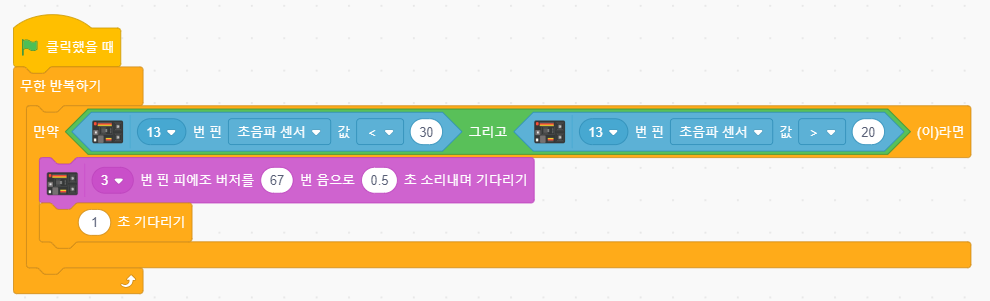 클릭했을 때
무한 반복하기
만약 13 번 핀 초음파 센서 값 < 30 그리고 13 번 핀 초음파 센서 값 > 20 (이)라면
3 번 핀 피에조 버저를 67 번 음으로 0.5 초 소리내며 기다리기
1 초 기다리기